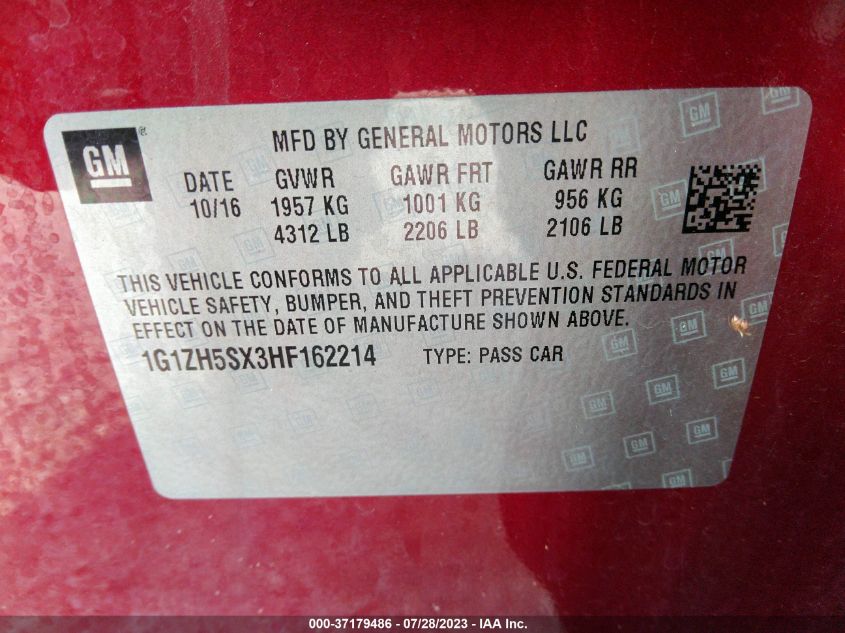 GM
MFD BY GENERAL MOTORS LLC
DATE GVWR GAWR FRT GAWR RR
10/16 1957 KG 1001 KG 956 KG
4312 LB 2206 LB 2106 LB
THIS VEHICLE CONFORMS TO ALL APPLICABLE U.S. FEDERAL MOTOR
VEHICLE SAFETY, BUMPER, AND THEFT PREVENTION STANDARDS IN
EFFECT ON THE DATE OF MANUFACTURE SHOWN ABOVE.
1G1ZH5SX3HF162214 TYPE: PASS CAR
000-37179486 - 07/28/2023 - IAA Inc.